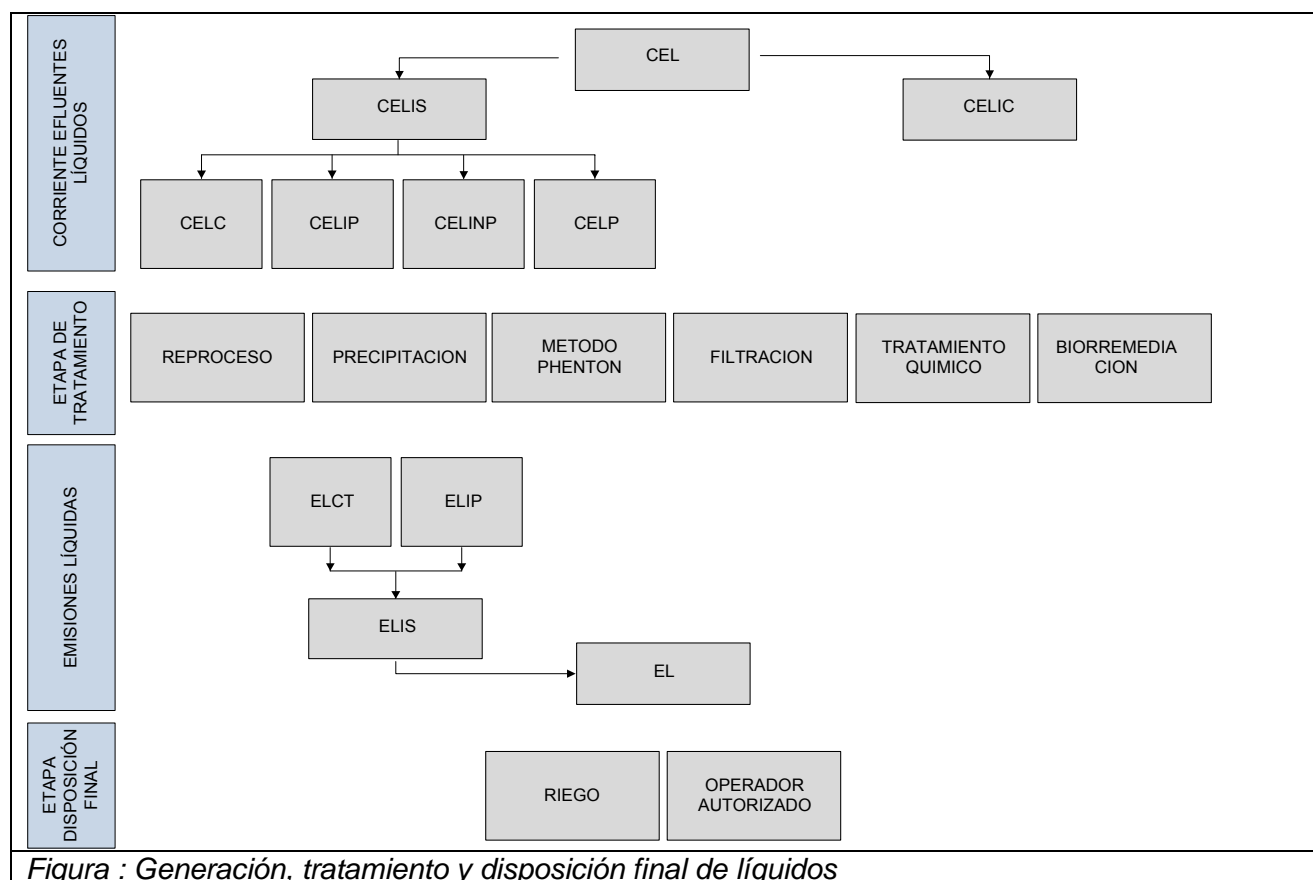 CORRIENTE EFLUENTES
LÍQUIDOS
CEL
CELIS
CELIC
CELC
CELIP
CELINP
CELP
ETAPA DE
TRATAMIENTO
REPROCESO
PRECIPITACION
METODO
PHENTON
FILTRACION
TRATAMIENTO
QUIMICO
BIORREMEDIA
CION
EMISIONES LÍQUIDAS
ELCT
ELIP
ELIS
EL
ETAPA
DISPOSICIÓN
FINAL
RIEGO
OPERADOR
AUTORIZADO
Figura : Generación, tratamiento y disposición final de líquidos